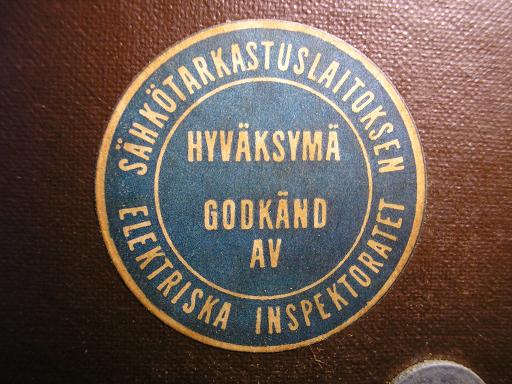 SÄHKÖTARKASTUSLAITOKSEN
HYVÄKSYMÄ
GODKÄND
AV
ELEKTRISKA INSPEKTORATET